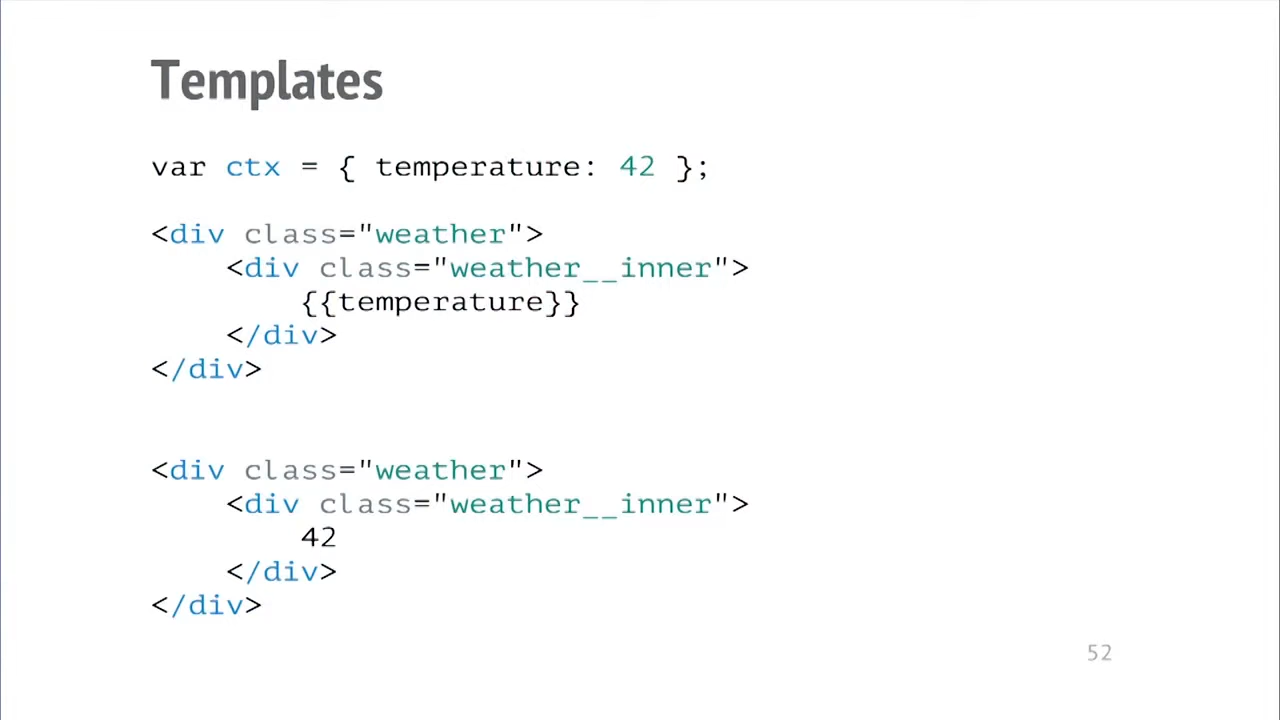 Templates
var ctx = { temperature: 42 };
<div class="weather">
    <div class="weather__inner">
        {{temperature}}
    </div>
</div>
<div class="weather">
    <div class="weather__inner">
        42
    </div>
</div>
52